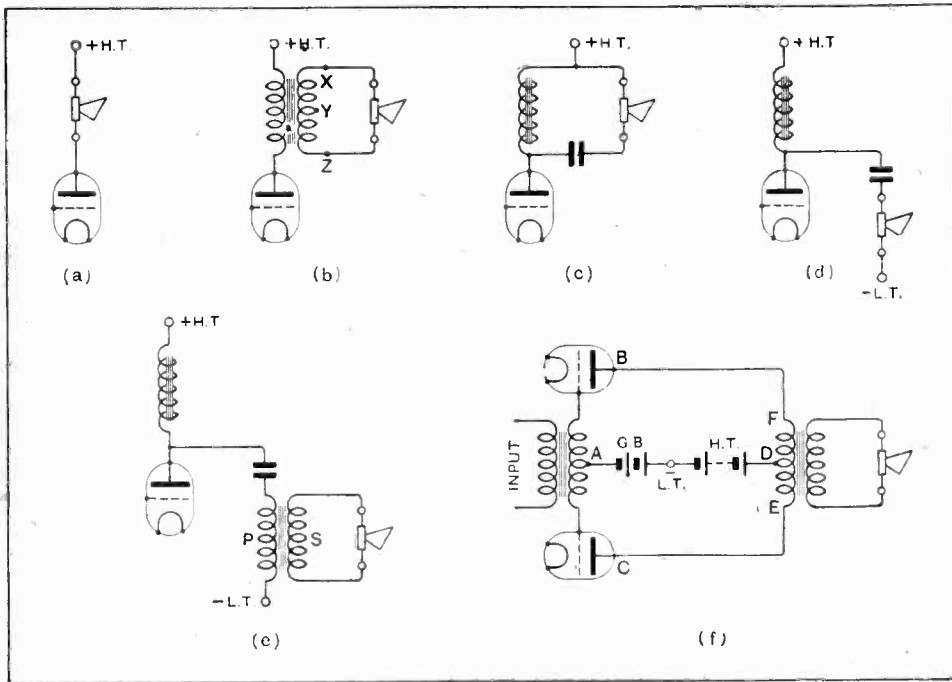 +H.T.
(a)
+H.T.
X
Y
Z
(b)
+H.T.
(c)
+H.T
-L.T.
(d)
+H.T
P
S
-L.T.
(e)
INPUT
A
B
C
G.B
L.T.
H.T.
D
F
E
(f)